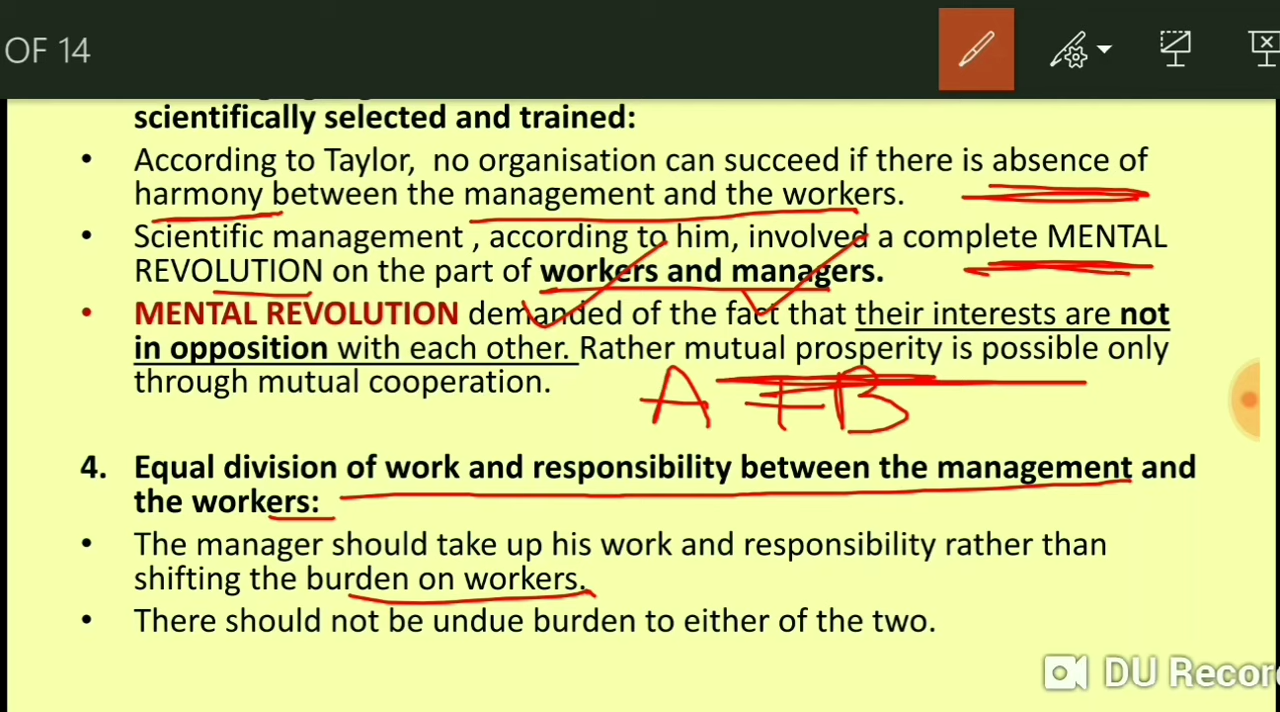 OF 14
scientifically selected and trained:
• According to Taylor, no organisation can succeed if there is absence of
harmony between the management and the workers.
• Scientific management , according to him, involved a complete MENTAL
REVOLUTION on the part of workers and managers.
• MENTAL REVOLUTION demanded of the fact that their interests are not
in opposition with each other. Rather mutual prosperity is possible only
through mutual cooperation.
A B
4. Equal division of work and responsibility between the management and
the workers:
• The manager should take up his work and responsibility rather than
shifting the burden on workers.
• There should not be undue burden to either of the two.
DU Recor